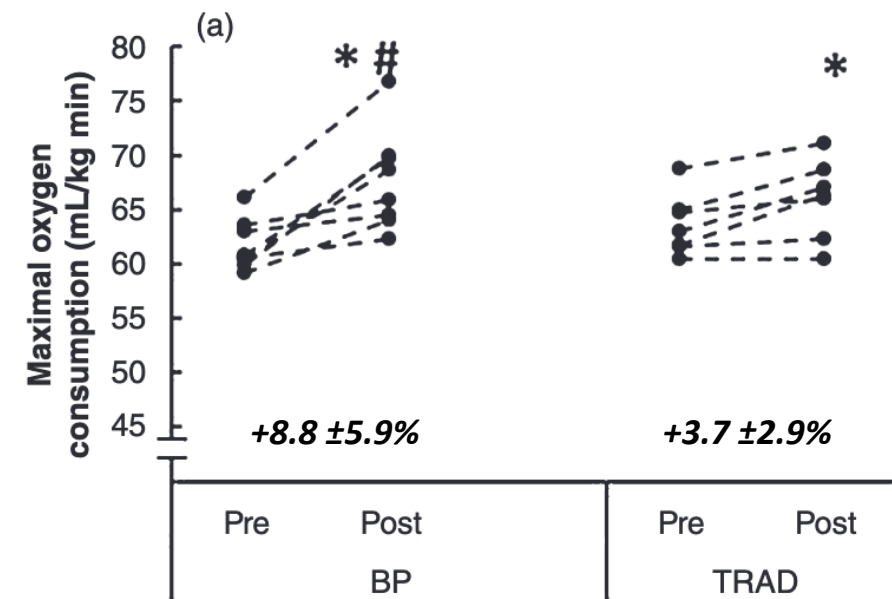 (a)
Maximal oxygen
consumption (mL/kg min)
80
75
70
65
60
55
50
45
* #
*
+8.8 ±5.9%
+3.7 ±2.9%
Pre Post Pre Post
BP TRAD